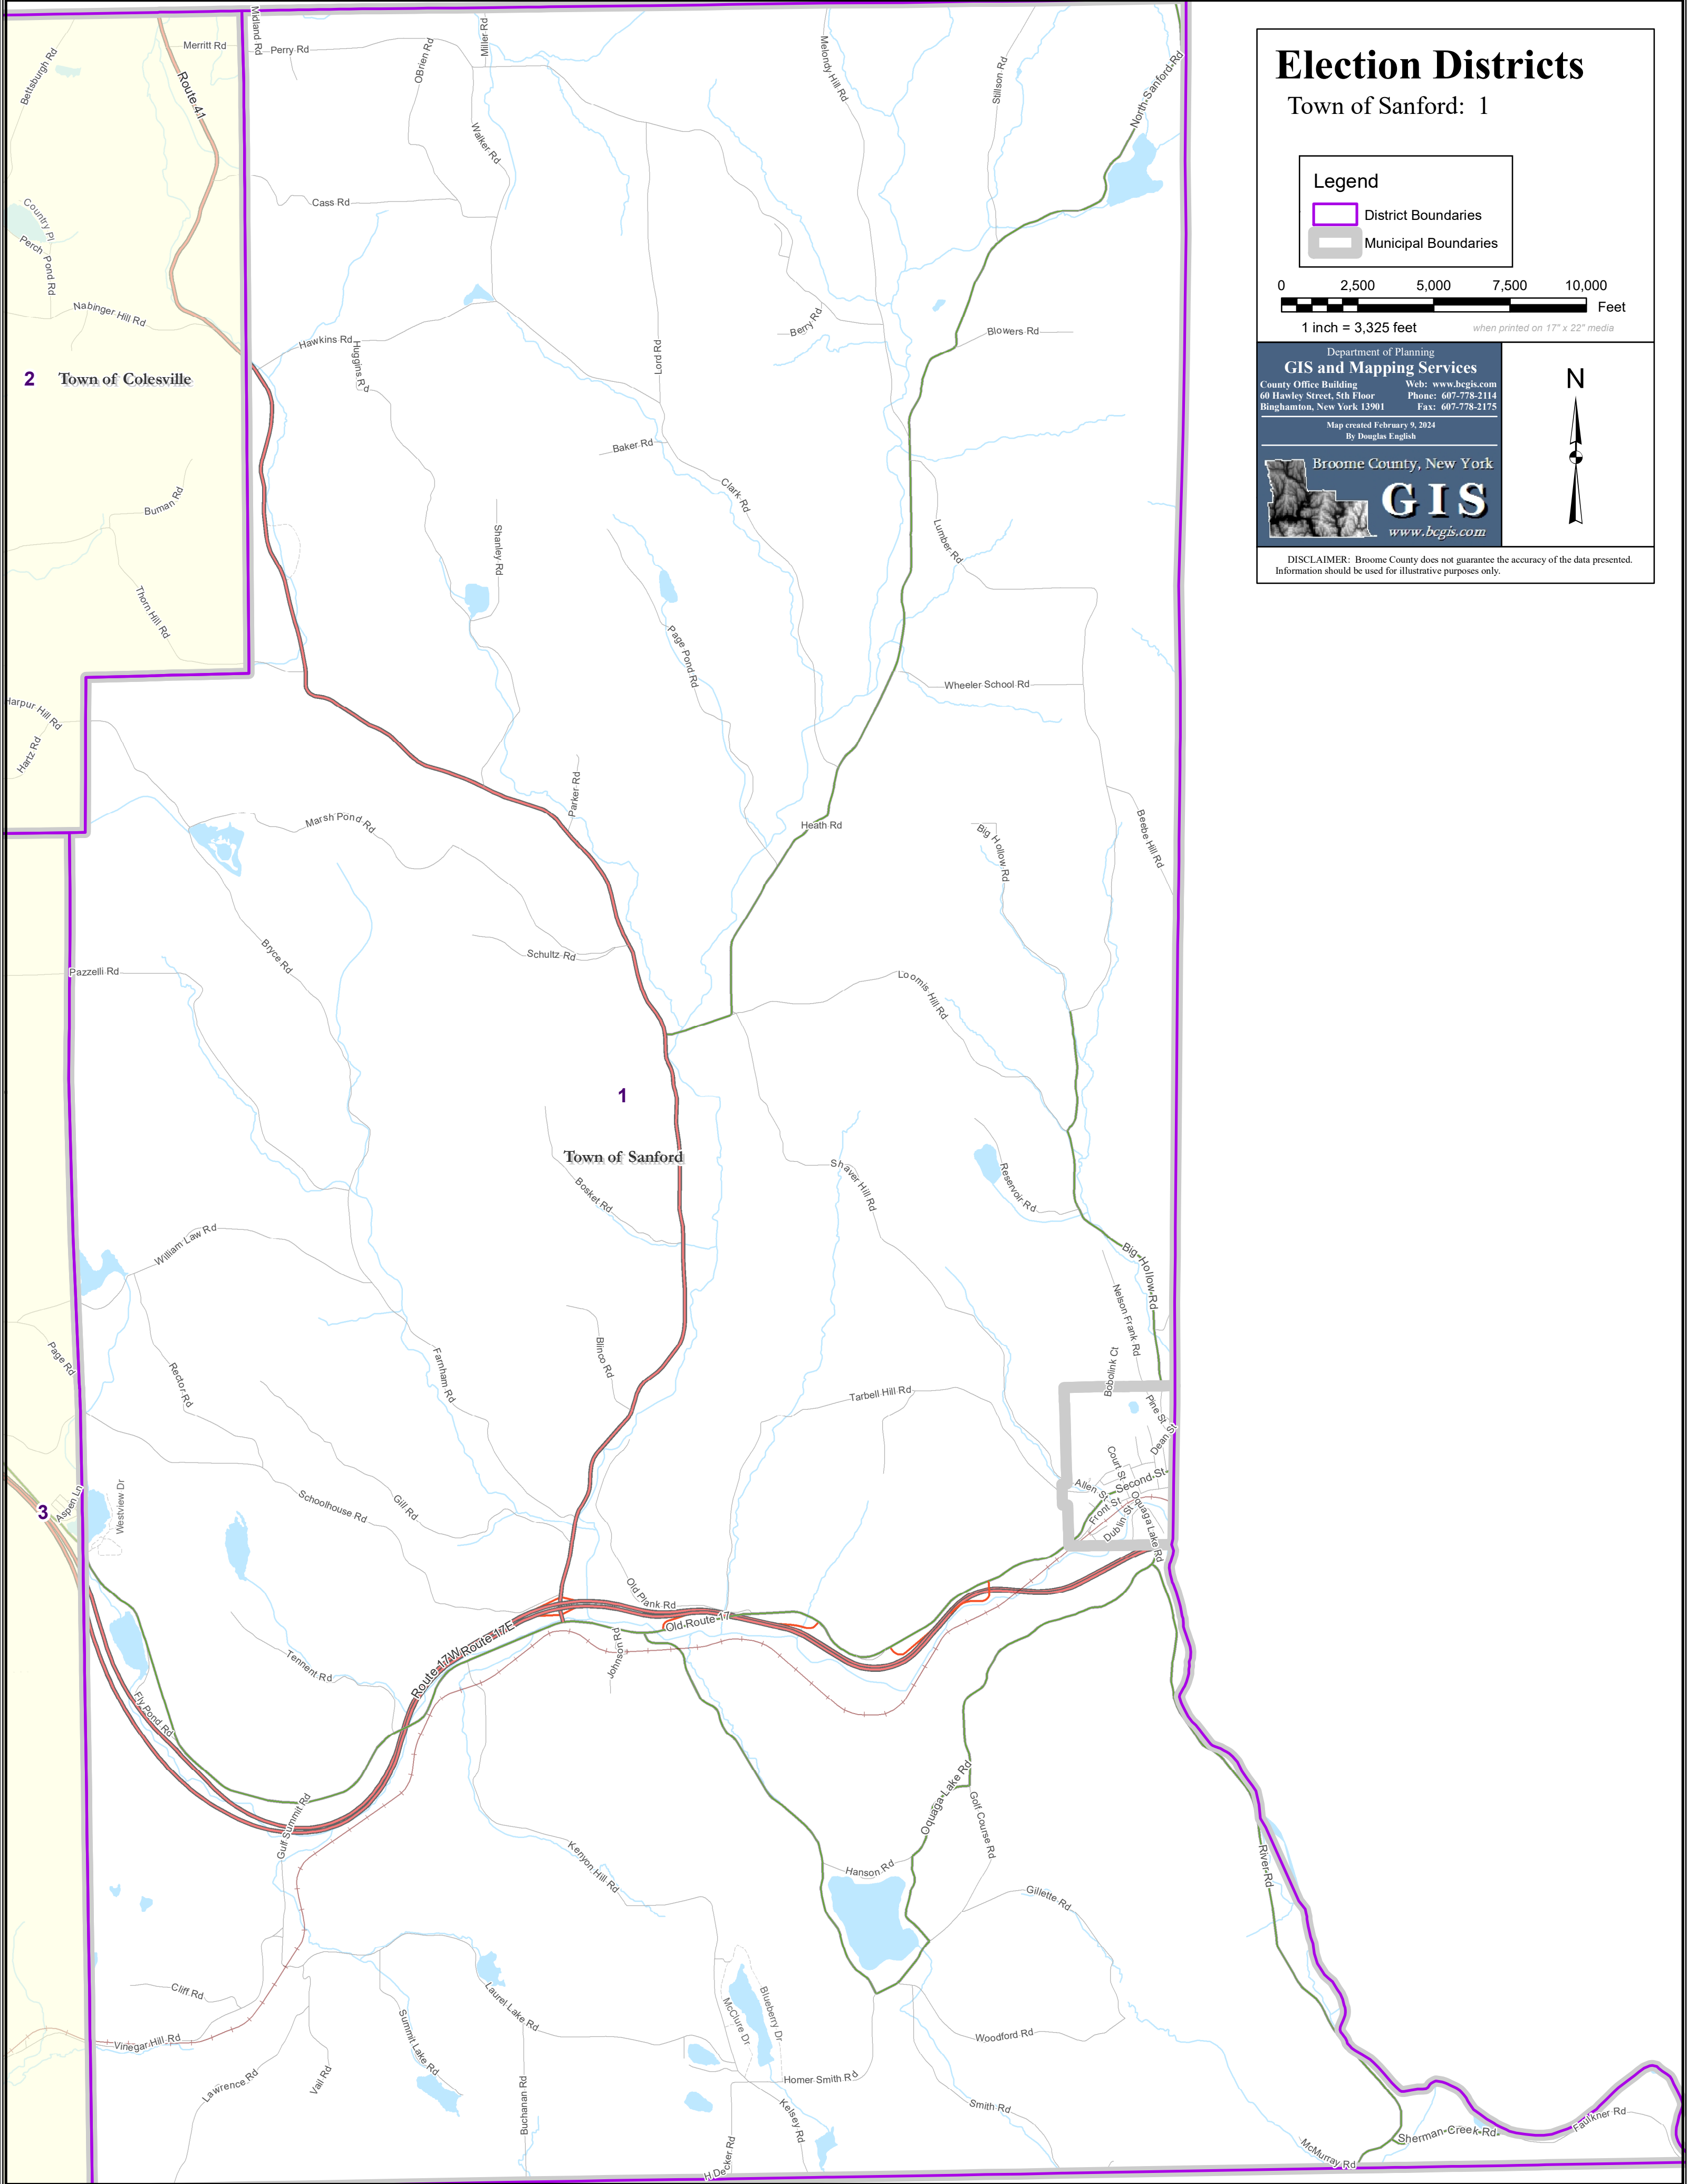 Election Districts
Town of Sanford: 1
Legend
District Boundaries
Municipal Boundaries
0 2,500 5,000 7,500 10,000
Feet
1 inch = 3,325 feet
when printed on 17" x 22" media
Department of Planning
GIS and Mapping Services
County Office Building Web: www.bcgis.com
60 Hawley Street, 5th Floor Phone: 607-778-2114
Binghamton, New York 13901 Fax: 607-778-2175
Map created February 9, 2024
By Douglas English
Broome County, New York
GIS
www.bcgis.com
N
DISCLAIMER: Broome County does not guarantee the accuracy of the data presented.
Information should be used for illustrative purposes only.
Bettsburgh Rd
Merritt Rd
Midland Rd
Perry Rd
Route 41
OBrien Rd
Miller Rd
Walker Rd
Melondy Hill Rd
Stillson Rd
North Sanford Rd
Country Pl
Perch Pond Rd
Cass Rd
Nabinger Hill Rd
Hawkins Rd
Huggins Rd
Lord Rd
Berry Rd
Blowers Rd
2 Town of Colesville
Baker Rd
Clark Rd
Buman Rd
Shanley Rd
Lumber Rd
Thorn Hill Rd
Page Pond Rd
Wheeler School Rd
Harpur Hill Rd
Hartz Rd
Parker Rd
Marsh Pond Rd
Heath Rd
Big Hollow Rd
Beebe Hill Rd
Bryce Rd
Schultz Rd
Pazzelli Rd
Loomis Hill Rd
1
Town of Sanford
Bosket Rd
Shaver Hill Rd
Reservoir Rd
William Law Rd
Big Hollow Rd
Nelson Frank Rd
Page Rd
Rector Rd
Farnham Rd
Blinco Rd
Tarbell Hill Rd
Bobolink Ct
Pine St
Dean St
Court St
Second St
Allen St
Front St
Dublin St
Oquaga Lake Rd
3
Aspen Ln
Westview Dr
Schoolhouse Rd
Gill Rd
Old Plank Rd
Old Route 17
Route 17W
Route 17E
Johnson Rd
Tennent Rd
Fly Pond Rd
Gulf Summit Rd
Oquaga Lake Rd
Golf Course Rd
Hanson Rd
Kenyon Hill Rd
Gillette Rd
River Rd
Cliff Rd
Vinegar Hill Rd
Lawrence Rd
Vail Rd
Summit Lake Rd
Laurel Lake Rd
Buchanan Rd
McClure Dr
Blueberry Dr
Homer Smith Rd
Woodford Rd
Smith Rd
Kelsey Rd
H Decker Rd
McMurray Rd
Sherman Creek Rd
Faulkner Rd